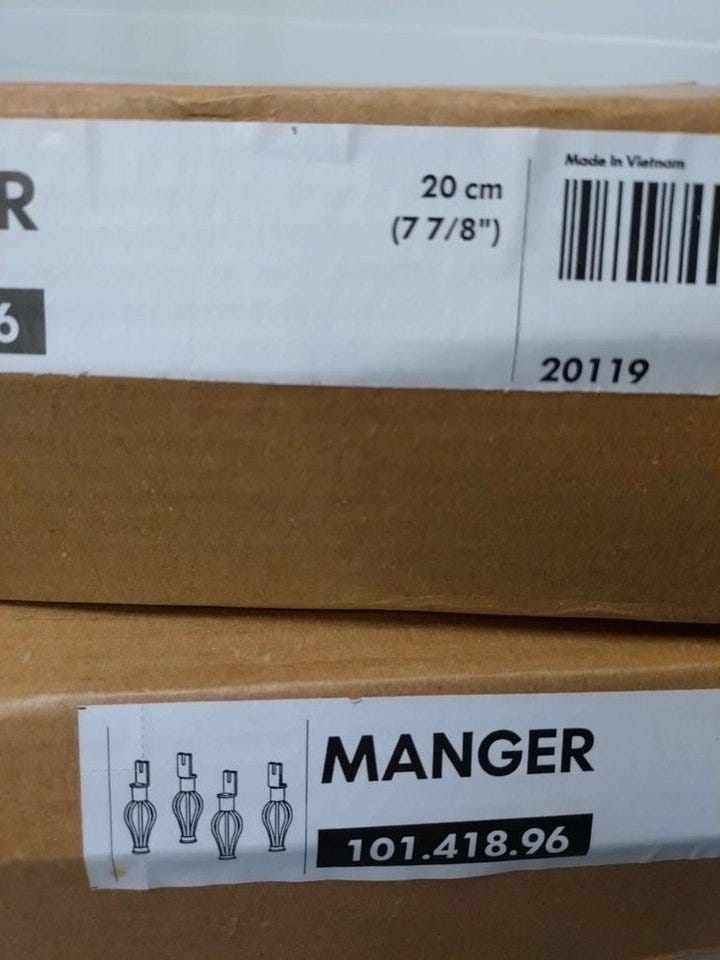 R
20 cm
(7 7/8")
6
Made in Vietnam
20119
MANGER
101.418.96